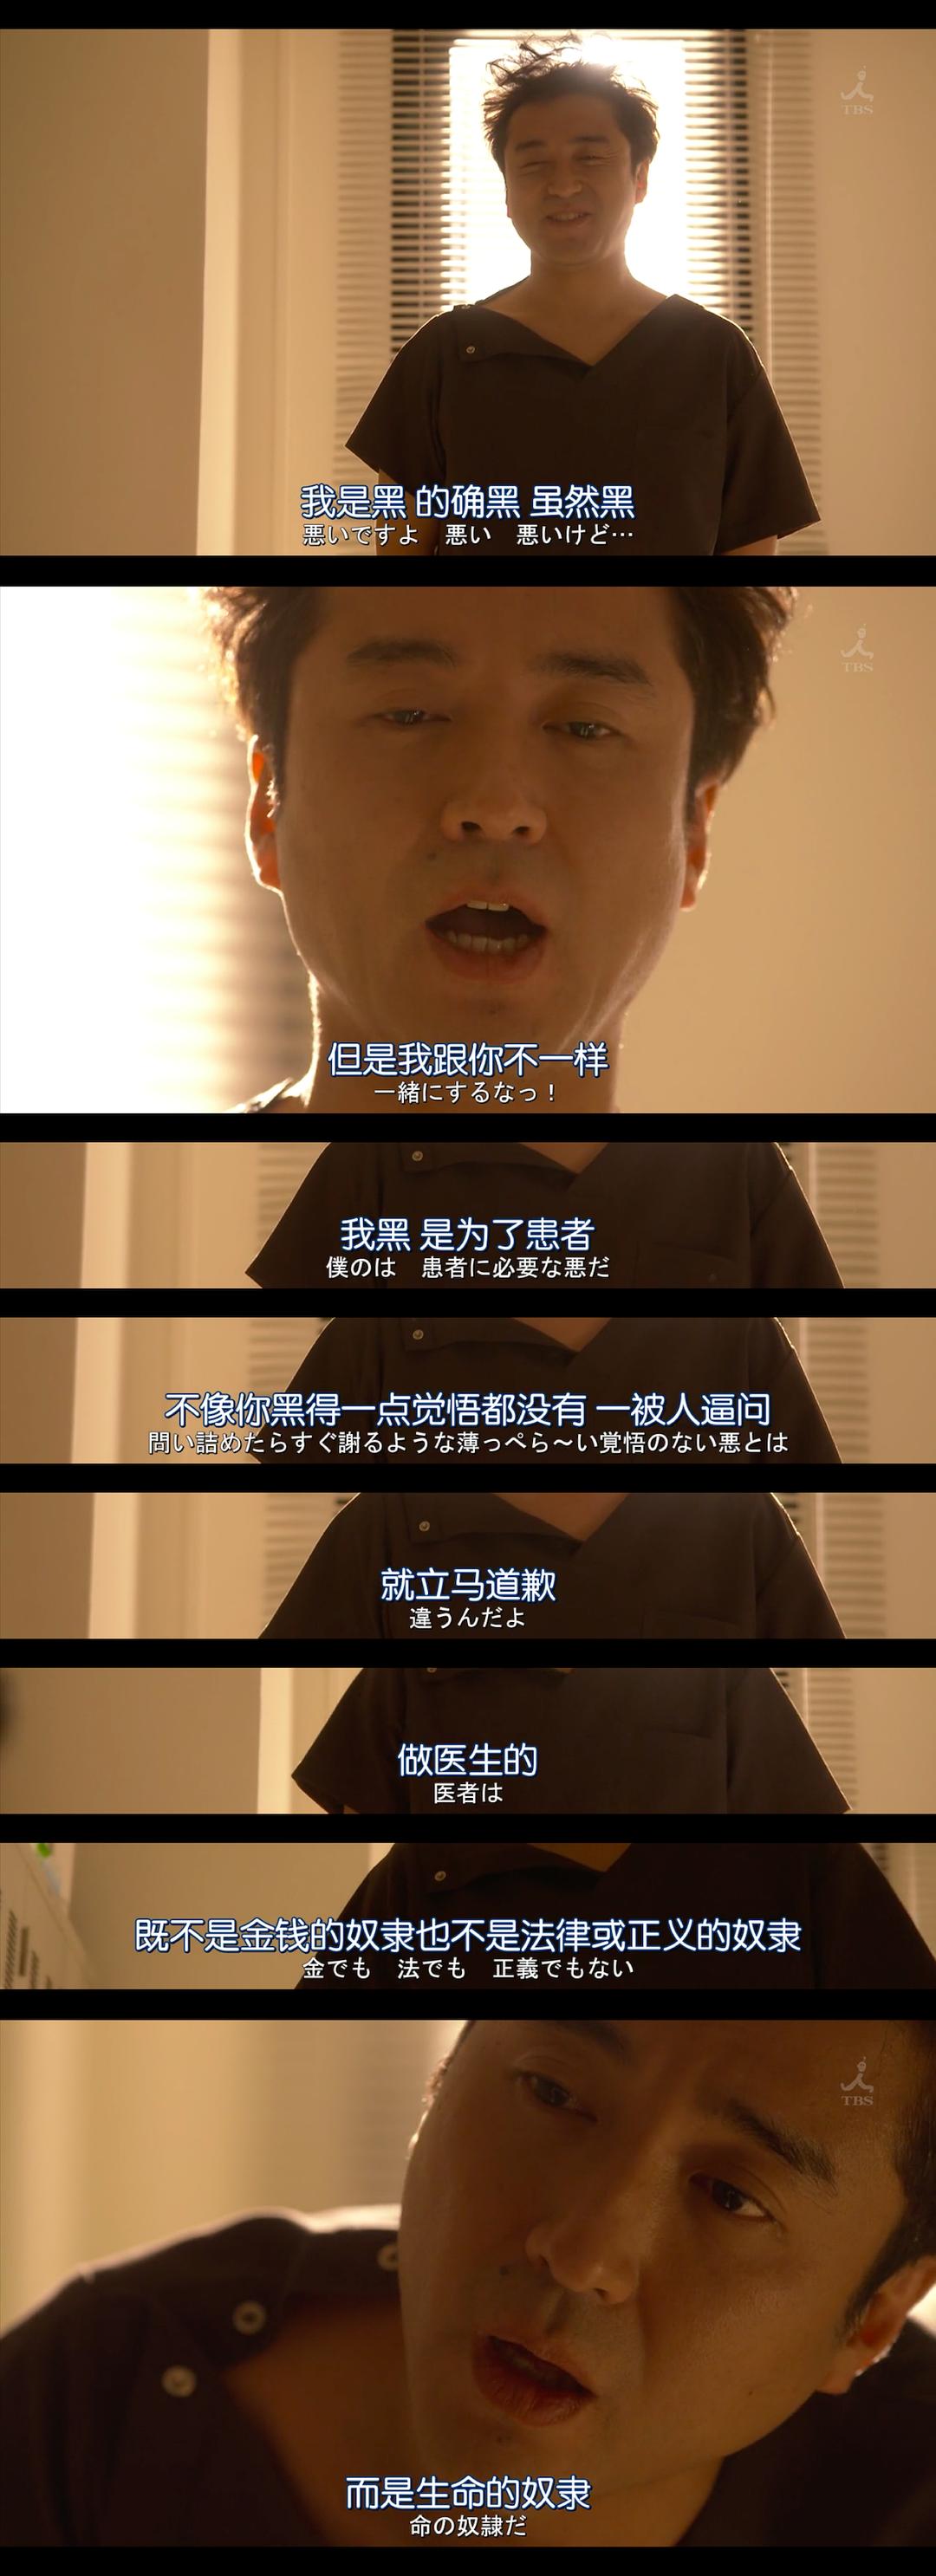 TBS
我是黑 的确黑 虽然黑
悪いですよ　悪い　悪いけど…
TBS
但是我跟你不一样
一緒にするなっ！
我黑 是为了患者
僕のは　患者に必要な悪だ
不像你黑得一点觉悟都没有 一被人逼问
問い詰めたらすぐ謝るような薄っぺら～い覚悟のない悪とは
就立马道歉
違うんだよ
做医生的
医者は
既不是金钱的奴隶也不是法律或正义的奴隶
金でも　法でも　正義でもない
TBS
而是生命的奴隶
命の奴隷だ